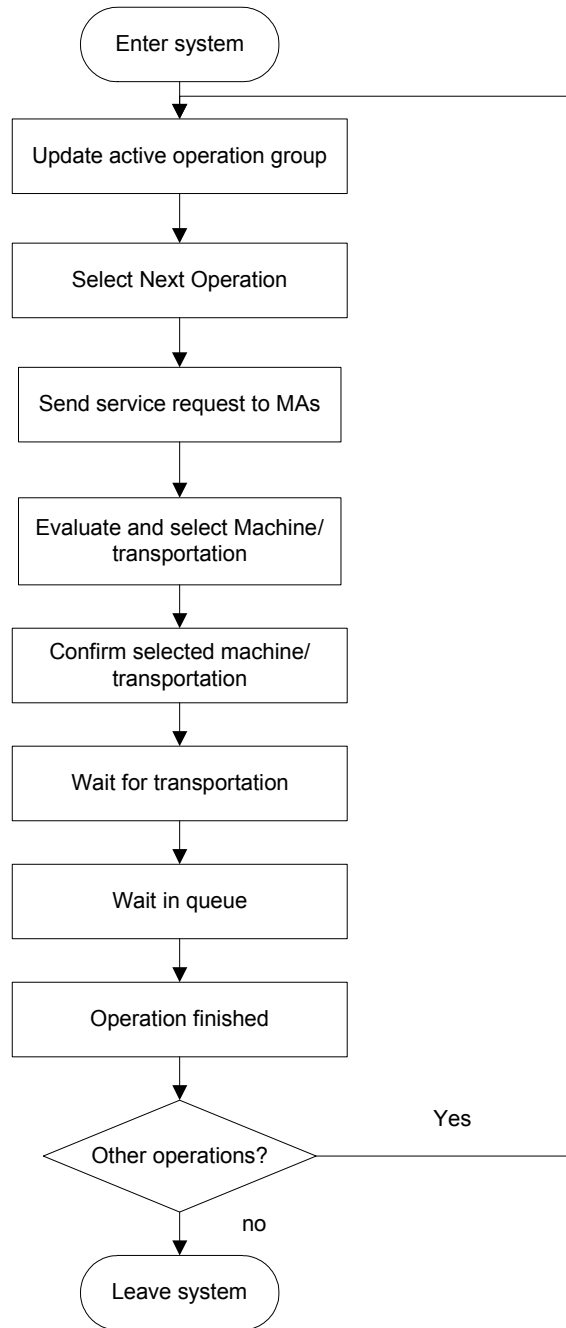 Enter system
Update active operation group
Select Next Operation
Send service request to MAs
Evaluate and select Machine/
transportation
Confirm selected machine/
transportation
Wait for transportation
Wait in queue
Operation finished
Yes
Other operations?
no
Leave system